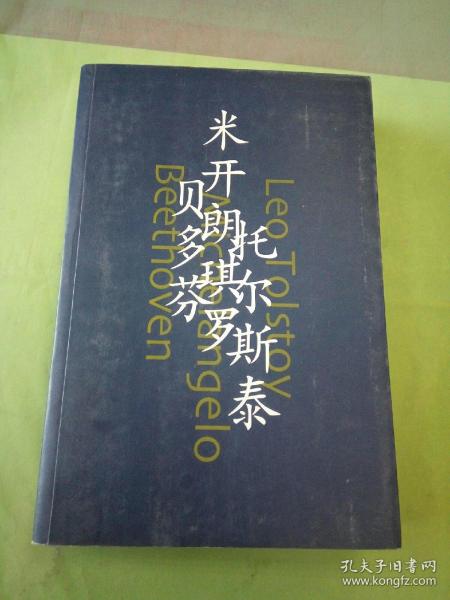 贝多芬
米开朗琪罗
托尔斯泰
Beethoven
Michelangelo
Leo Tolstoy
孔夫子旧书网
www.kongfz.com